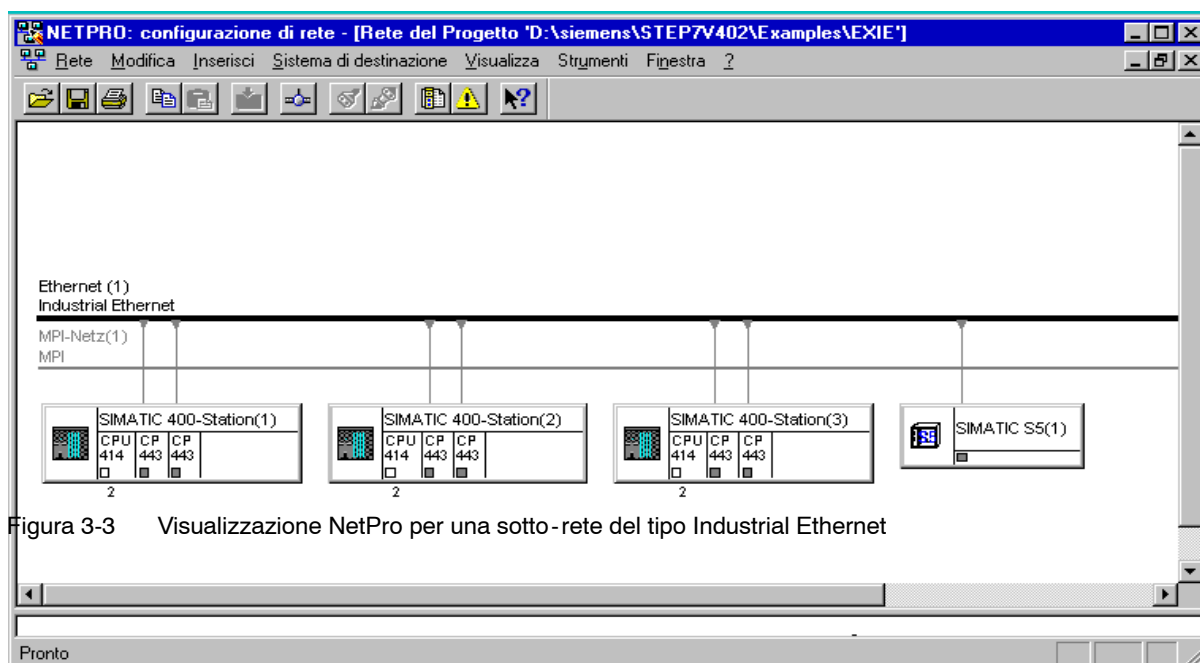 NETPRO: configurazione di rete - [Rete del Progetto 'D:\siemens\STEP7V402\Examples\EXIE']
Rete Modifica Inserisci Sistema di destinazione Visualizza Strumenti Finestra ?
Ethernet (1)
Industrial Ethernet
MPI-Netz(1)
MPI
SIMATIC 400-Station(1)
CPU 414
CP 443
CP 443
2
SIMATIC 400-Station(2)
CPU 414
CP 443
CP 443
2
SIMATIC 400-Station(3)
CPU 414
CP 443
CP 443
2
SIMATIC S5(1)
Figura 3-3 Visualizzazione NetPro per una sotto-rete del tipo Industrial Ethernet
Pronto